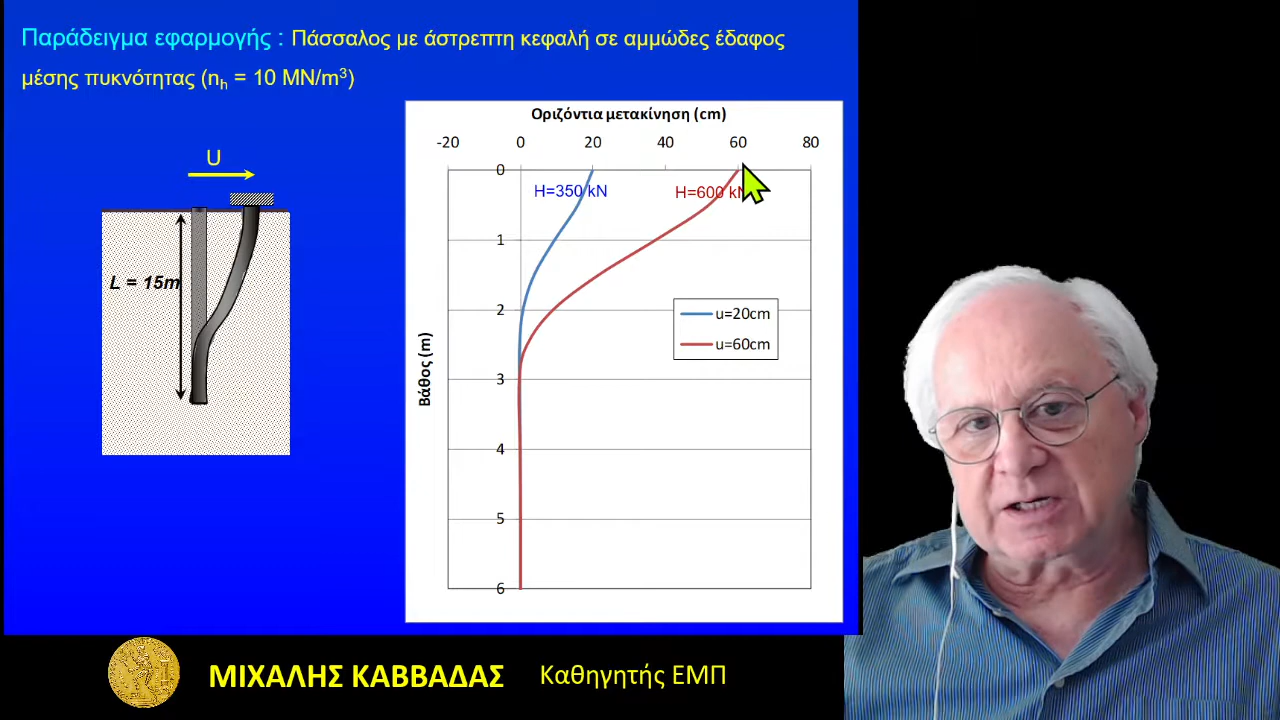 Παράδειγμα εφαρμογής : Πάσσαλος με άστρεπτη κεφαλή σε αμμώδες έδαφος
μέσης πυκνότητας (nh = 10 MN/m³)
U
L = 15m
Οριζόντια μετακίνηση (cm)
-20 0 20 40 60 80
0
H=350 kN H=600 kN
1
2
u=20cm
u=60cm
Βάθος (m)
3
4
5
6
ΜΙΧΑΛΗΣ ΚΑΒΒΑΔΑΣ Καθηγητής ΕΜΠ